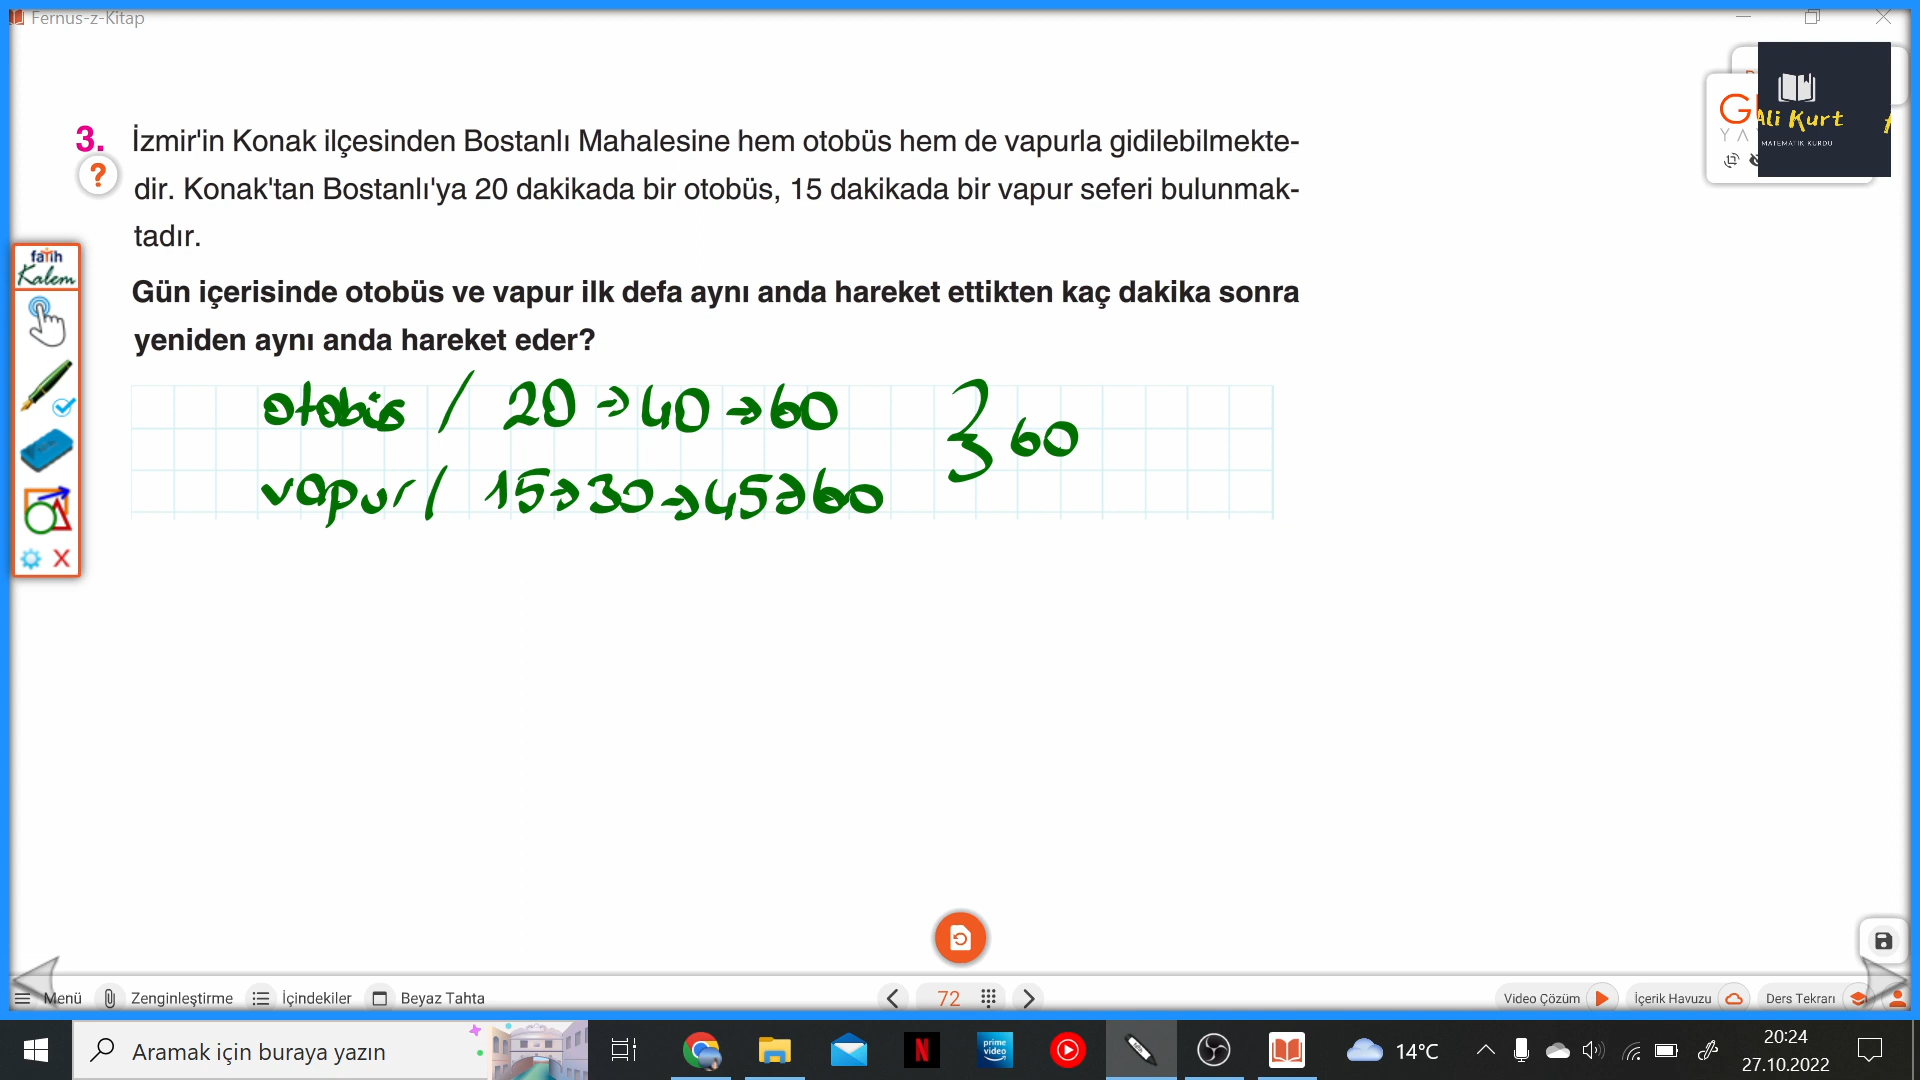 Fernus-z-Kitap
3. İzmir'in Konak ilçesinden Bostanlı Mahalesine hem otobüs hem de vapurla gidilebilmekte-
dir. Konak'tan Bostanlı'ya 20 dakikada bir otobüs, 15 dakikada bir vapur seferi bulunmak-
tadır.
Gün içerisinde otobüs ve vapur ilk defa aynı anda hareket ettikten kaç dakika sonra
yeniden aynı anda hareket eder?
otobüs / 20 → 40 → 60
} 60
vapur / 15 → 30 → 45 → 60
?
fatih
Kalem
Ali Kurt
MATEMATİK KURDU
Menü Zenginleştirme İçindekiler Beyaz Tahta
72
Video Çözüm İçerik Havuzu Ders Tekrarı
Aramak için buraya yazın
N
prime
video
14°C
20:24
27.10.2022